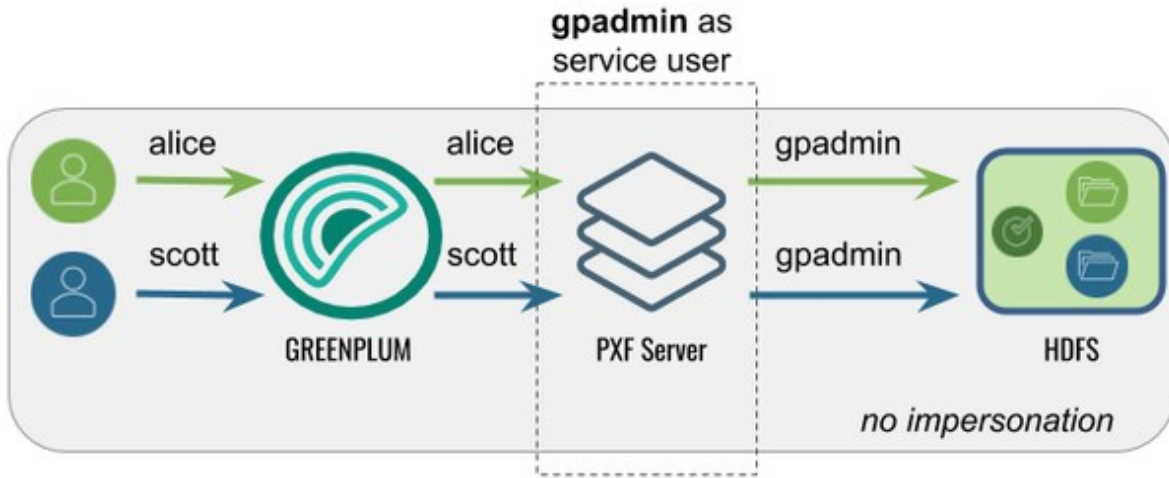 gpadmin as
service user
alice
alice
gpadmin
scott
scott
gpadmin
GREENPLUM
PXF Server
HDFS
no impersonation